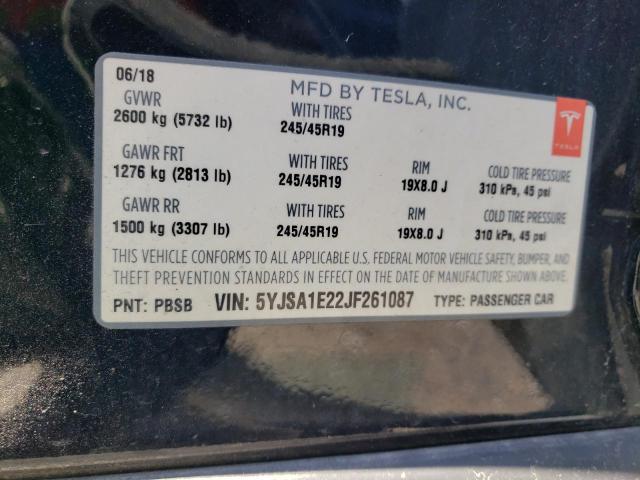 06/18 MFD BY TESLA, INC.
GVWR WITH TIRES
2600 kg (5732 lb) 245/45R19
TESLA
GAWR FRT WITH TIRES RIM COLD TIRE PRESSURE
1276 kg (2813 lb) 245/45R19 19X8.0 J 310 kPa, 45 psi
GAWR RR WITH TIRES RIM COLD TIRE PRESSURE
1500 kg (3307 lb) 245/45R19 19X8.0 J 310 kPa, 45 psi
THIS VEHICLE CONFORMS TO ALL APPLICABLE U.S. FEDERAL MOTOR VEHICLE SAFETY, BUMPER, AND
THEFT PREVENTION STANDARDS IN EFFECT ON THE DATE OF MANUFACTURE SHOWN ABOVE.
PNT: PBSB VIN: 5YJSA1E22JF261087 TYPE: PASSENGER CAR